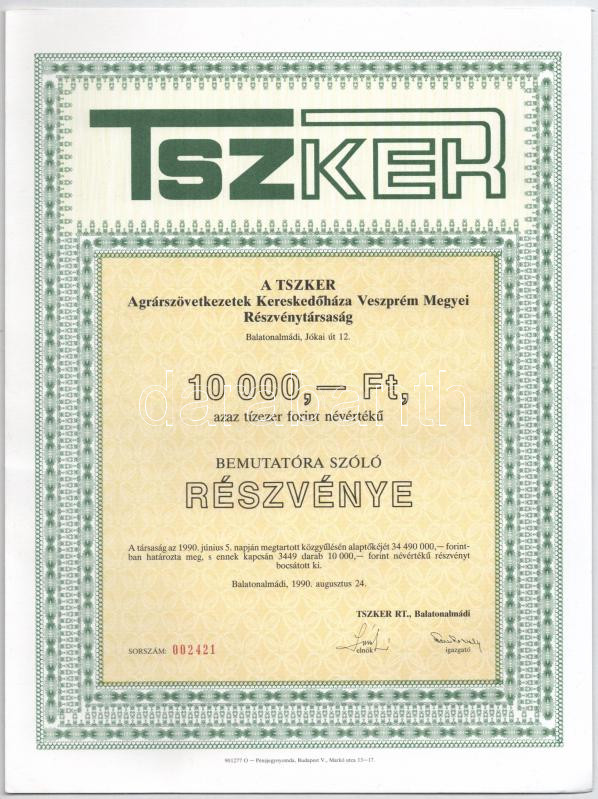 TSZKER
A TSZKER
Agrárszövetkezetek Kereskedőháza Veszprém Megyei
Részvénytársaság
Balatonalmádi, Jókai út 12.
10 000,— Ft,
azaz tízezer forint névértékű
BEMUTATÓRA SZÓLÓ
RÉSZVÉNYE
A társaság az 1990. június 5. napján megtartott közgyűlésén alaptőkéjét 34 490 000,— forint-
ban határozta meg, s ennek kapcsán 3449 darab 10 000,— forint névértékű részvényt
bocsátott ki.
Balatonalmádi, 1990. augusztus 24.
TSZKER RT., Balatonalmádi
elnök
igazgató
SORSZÁM: 002421
901277 O — Pénzjegynyomda, Budapest V., Markó utca 13—17.